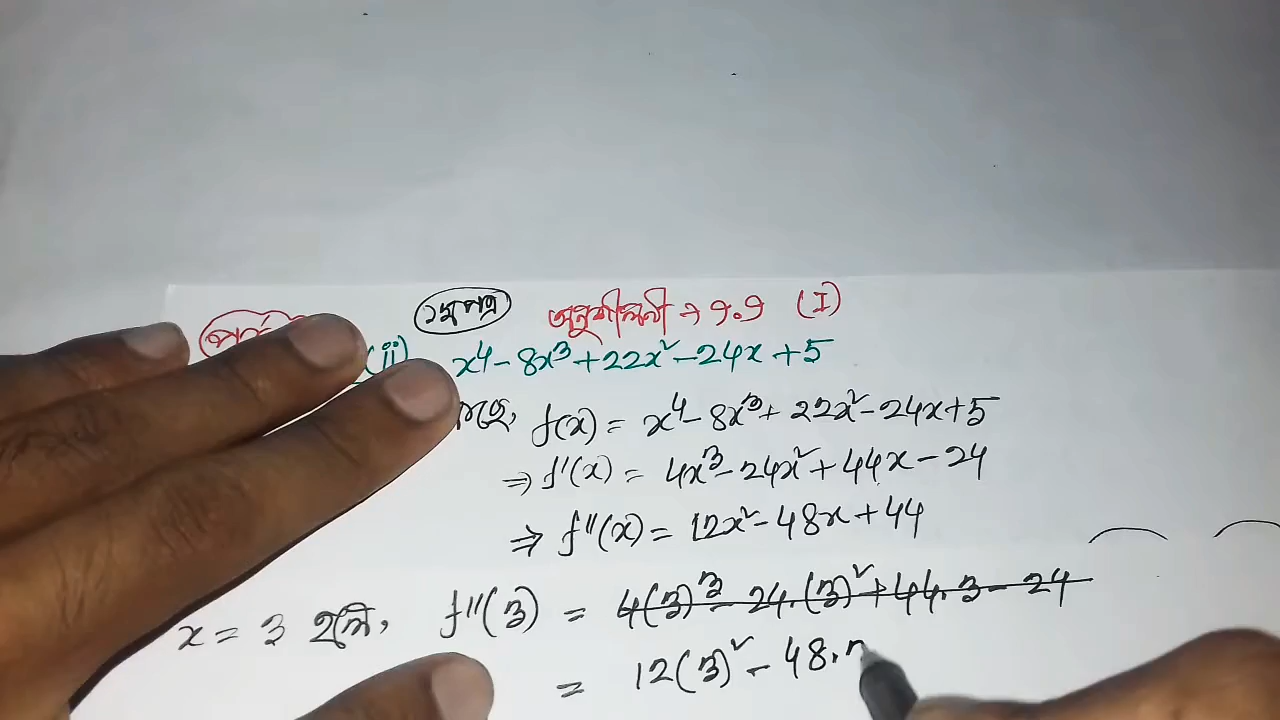 ১ম পত্র অনুশীলনী → ৭.৭ (I)
(ii) x⁴ - 8x³ + 22x² - 24x + 5
f(x) = x⁴ - 8x³ + 22x² - 24x + 5
⇒ f'(x) = 4x³ - 24x² + 44x - 24
⇒ f''(x) = 12x² - 48x + 44
x = 3 হলে, f''(3) = 4(3)³ - 24.(3)² + 44.3 - 24
= 12(3)² - 48.